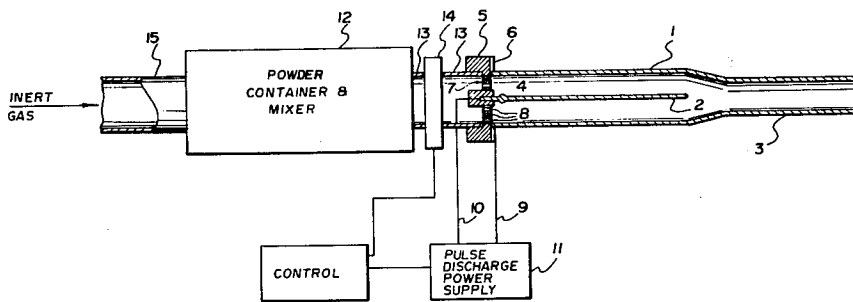 12
14
15
13
13
5
6
1
POWDER
CONTAINER &
MIXER
7
4
2
INERT
GAS
8
3
10
9
11
CONTROL
PULSE
DISCHARGE
POWER
SUPPLY